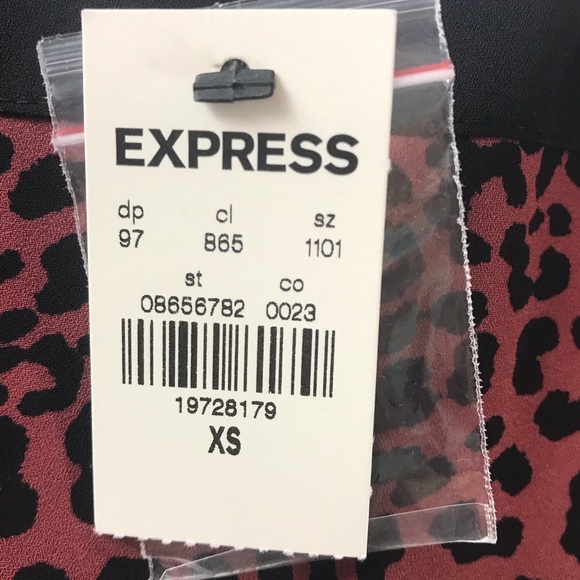 EXPRESS
dp cl sz
97 865 1101
st co
08656782 0023
19728179
XS